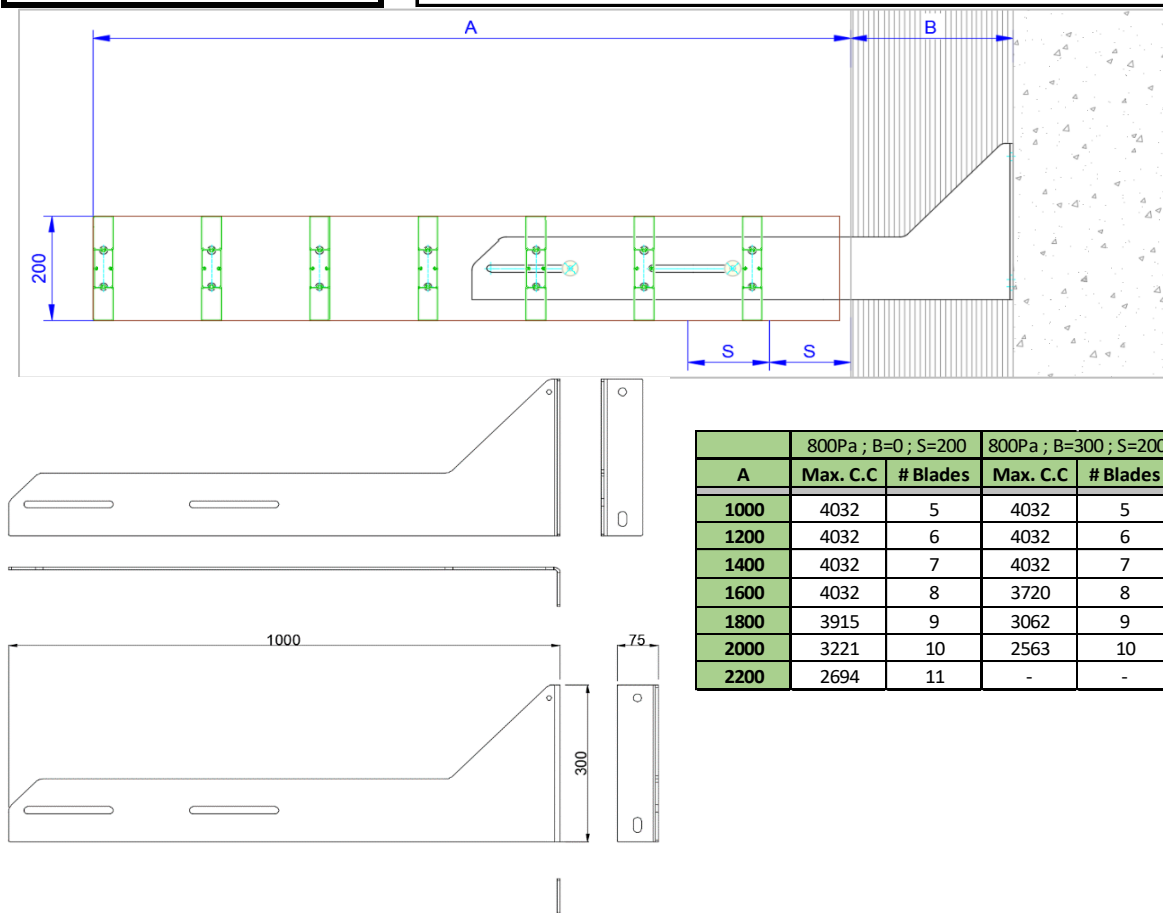 A
B
200
S S
800Pa ; B=0 ; S=200 800Pa ; B=300 ; S=200
A Max. C.C # Blades Max. C.C # Blades
1000 4032 5 4032 5
1200 4032 6 4032 6
1400 4032 7 4032 7
1600 4032 8 3720 8
1800 3915 9 3062 9
2000 3221 10 2563 10
2200 2694 11 - -
1000
75
300